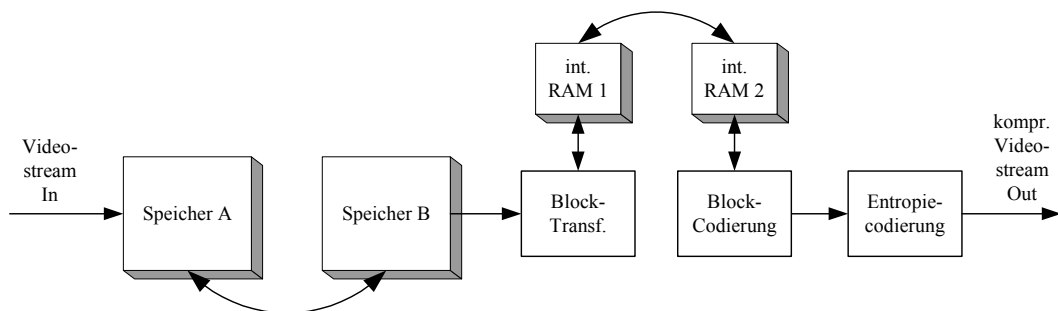 Video-
stream
In
Speicher A
Speicher B
int.
RAM 1
Block-
Transf.
int.
RAM 2
Block-
Codierung
Entropie-
codierung
kompr.
Video-
stream
Out